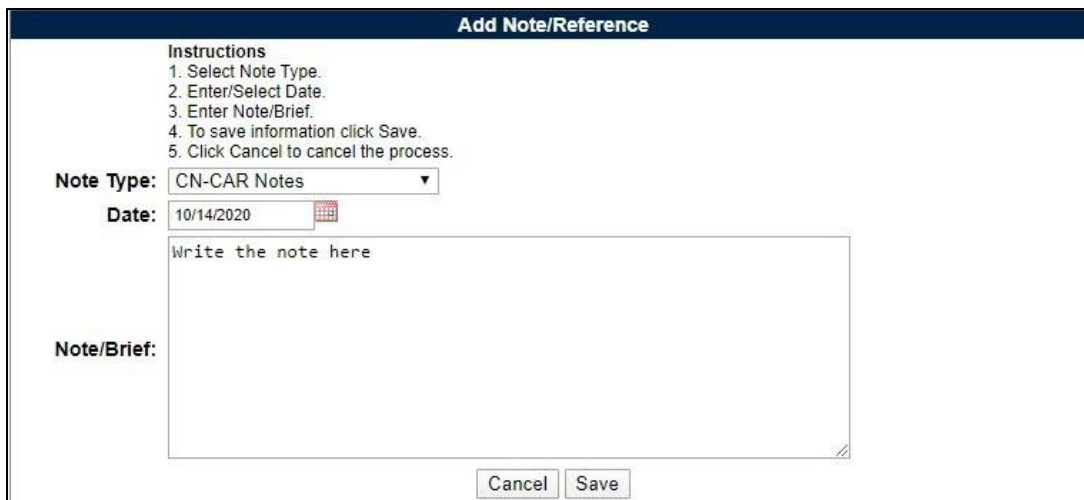 Add Note/Reference
Instructions
1. Select Note Type.
2. Enter/Select Date.
3. Enter Note/Brief.
4. To save information click Save.
5. Click Cancel to cancel the process.
Note Type: CN-CAR Notes
Date: 10/14/2020
Write the note here
Note/Brief:
Cancel Save